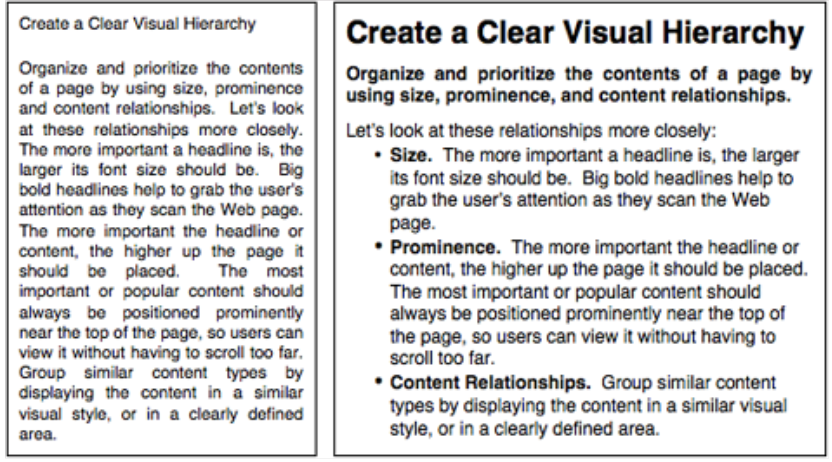 Create a Clear Visual Hierarchy
Organize and prioritize the contents
of a page by using size, prominence
and content relationships.  Let's look
at these relationships more closely.
The more important a headline is, the
larger its font size should be.  Big
bold headlines help to grab the user's
attention as they scan the Web page.
The more important the headline or
content, the higher up the page it
should be placed.  The most
important or popular content should
always be positioned prominently
near the top of the page, so users can
view it without having to scroll too far.
Group similar content types by
displaying the content in a similar
visual style, or in a clearly defined
area.
Create a Clear Visual Hierarchy
Organize and prioritize the contents of a page by
using size, prominence, and content relationships.
Let's look at these relationships more closely:
• Size.  The more important a headline is, the larger
its font size should be.  Big bold headlines help to
grab the user's attention as they scan the Web
page.
• Prominence.  The more important the headline or
content, the higher up the page it should be placed.
The most important or popular content should
always be positioned prominently near the top of
the page, so users can view it without having to
scroll too far.
• Content Relationships.  Group similar content
types by displaying the content in a similar visual
style, or in a clearly defined area.